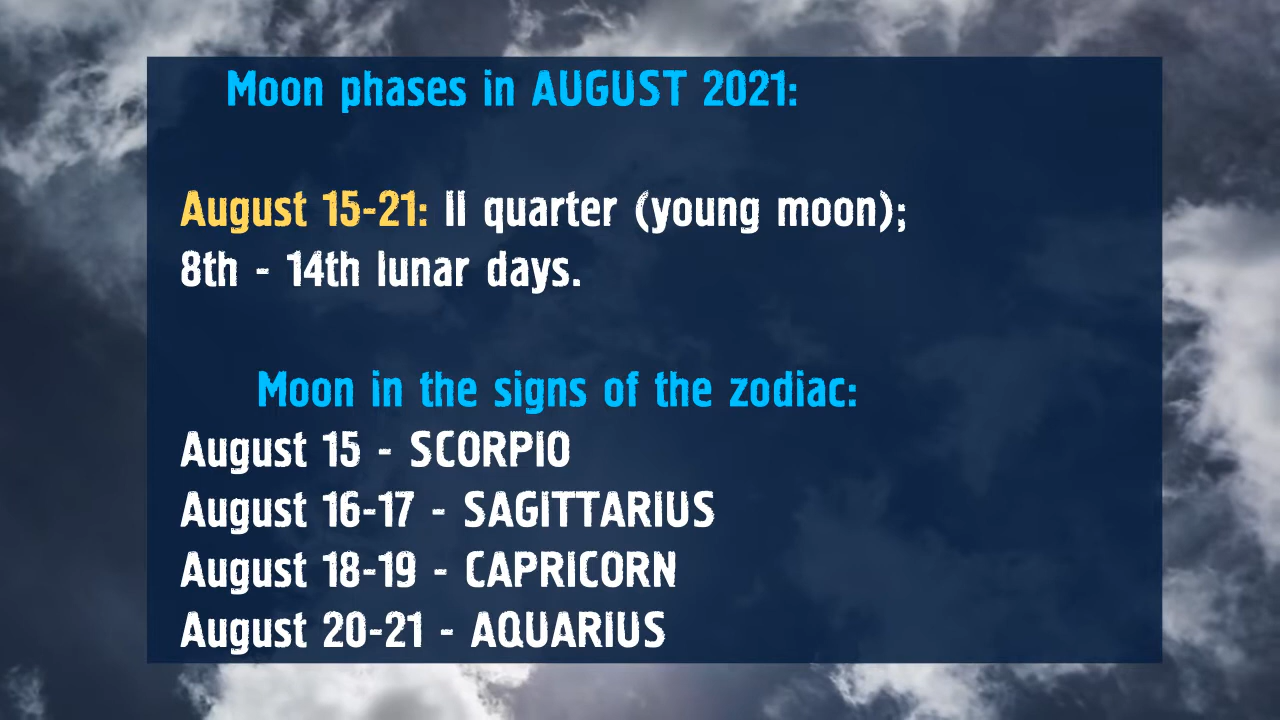 Moon phases in AUGUST 2021:
August 15-21: II quarter (young moon);
8th - 14th lunar days.
Moon in the signs of the zodiac:
August 15 - SCORPIO
August 16-17 - SAGITTARIUS
August 18-19 - CAPRICORN
August 20-21 - AQUARIUS